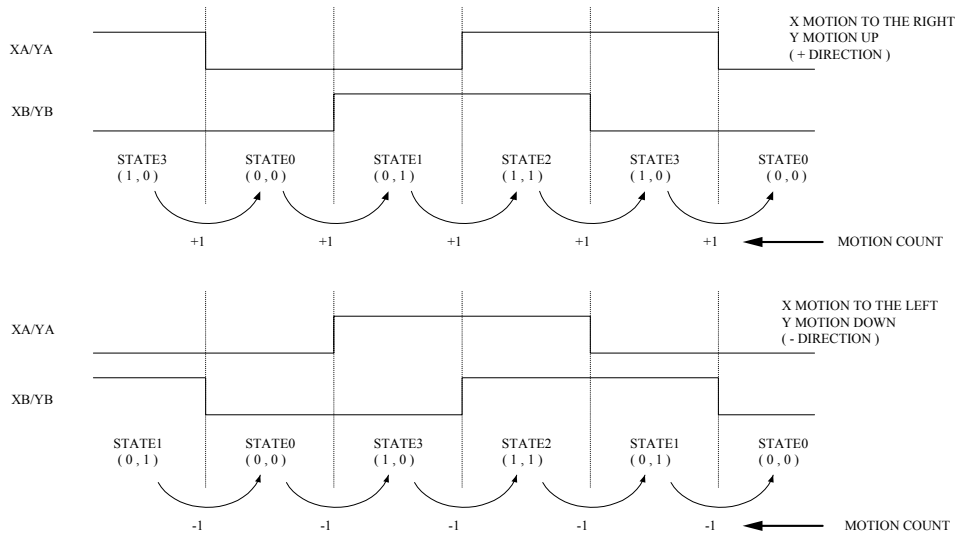 X MOTION TO THE RIGHT
Y MOTION UP
( + DIRECTION )
XA/YA
XB/YB
STATE3 STATE0 STATE1 STATE2 STATE3 STATE0
( 1 , 0 ) ( 0 , 0 ) ( 0 , 1 ) ( 1 , 1 ) ( 1 , 0 ) ( 0 , 0 )
+1 +1 +1 +1 +1 MOTION COUNT
X MOTION TO THE LEFT
Y MOTION DOWN
( - DIRECTION )
XA/YA
XB/YB
STATE1 STATE0 STATE3 STATE2 STATE1 STATE0
( 0 , 1 ) ( 0 , 0 ) ( 1 , 0 ) ( 1 , 1 ) ( 0 , 1 ) ( 0 , 0 )
-1 -1 -1 -1 -1 MOTION COUNT